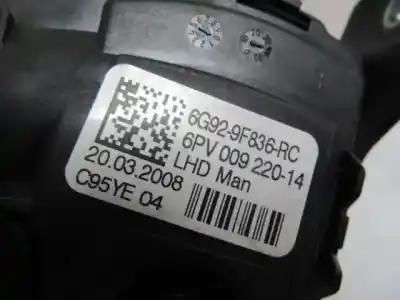 6G92-9F836-RC
6PV 009 220-14
LHD Man
20.03.2008
C95YE 04